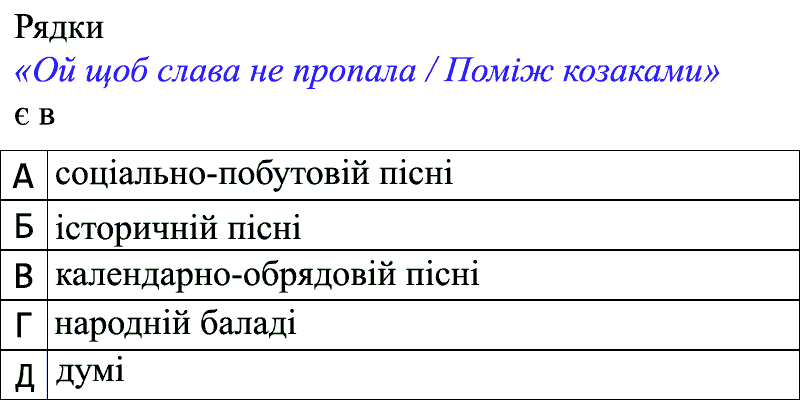 Рядки
«Ой щоб слава не пропала / Поміж козаками»
є в
А соціально-побутовій пісні
Б історичній пісні
В календарно-обрядовій пісні
Г народній баладі
Д думі